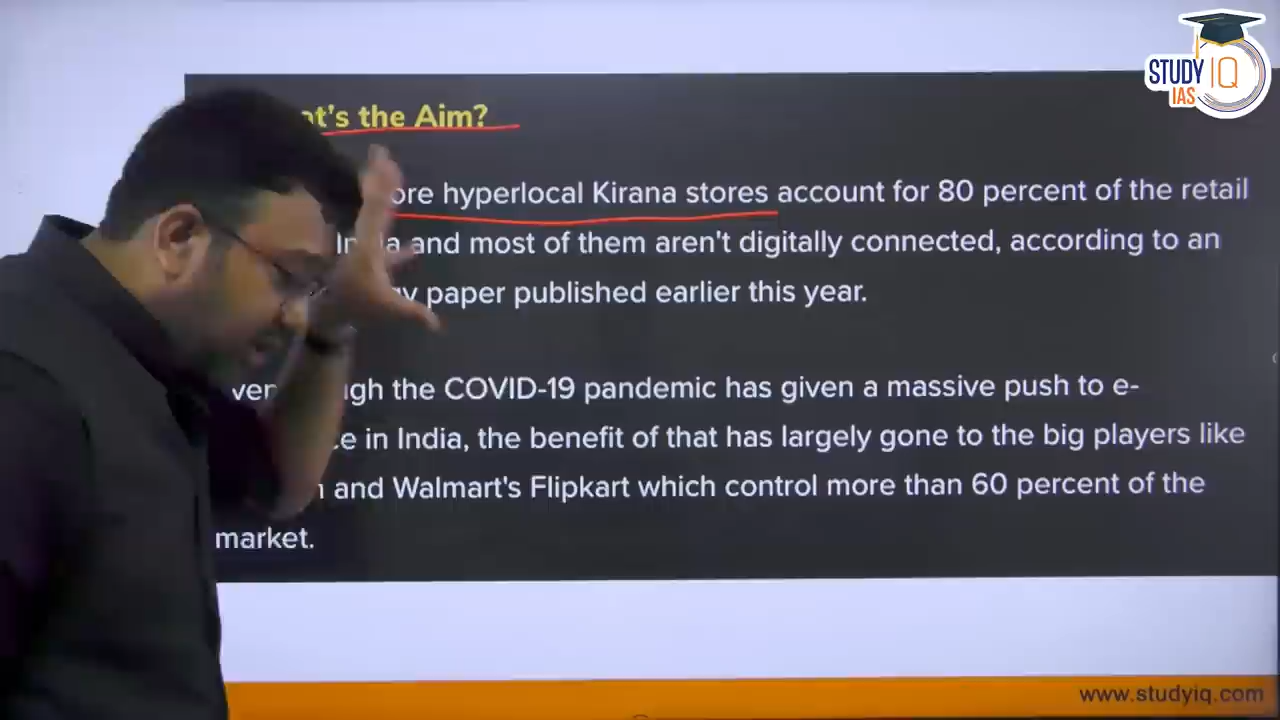 STUDY IQ
IAS
at's the Aim?
ore hyperlocal Kirana stores account for 80 percent of the retail
India and most of them aren't digitally connected, according to an
paper published earlier this year.
the COVID-19 pandemic has given a massive push to e-
in India, the benefit of that has largely gone to the big players like
and Walmart's Flipkart which control more than 60 percent of the
market.
www.studyiq.com